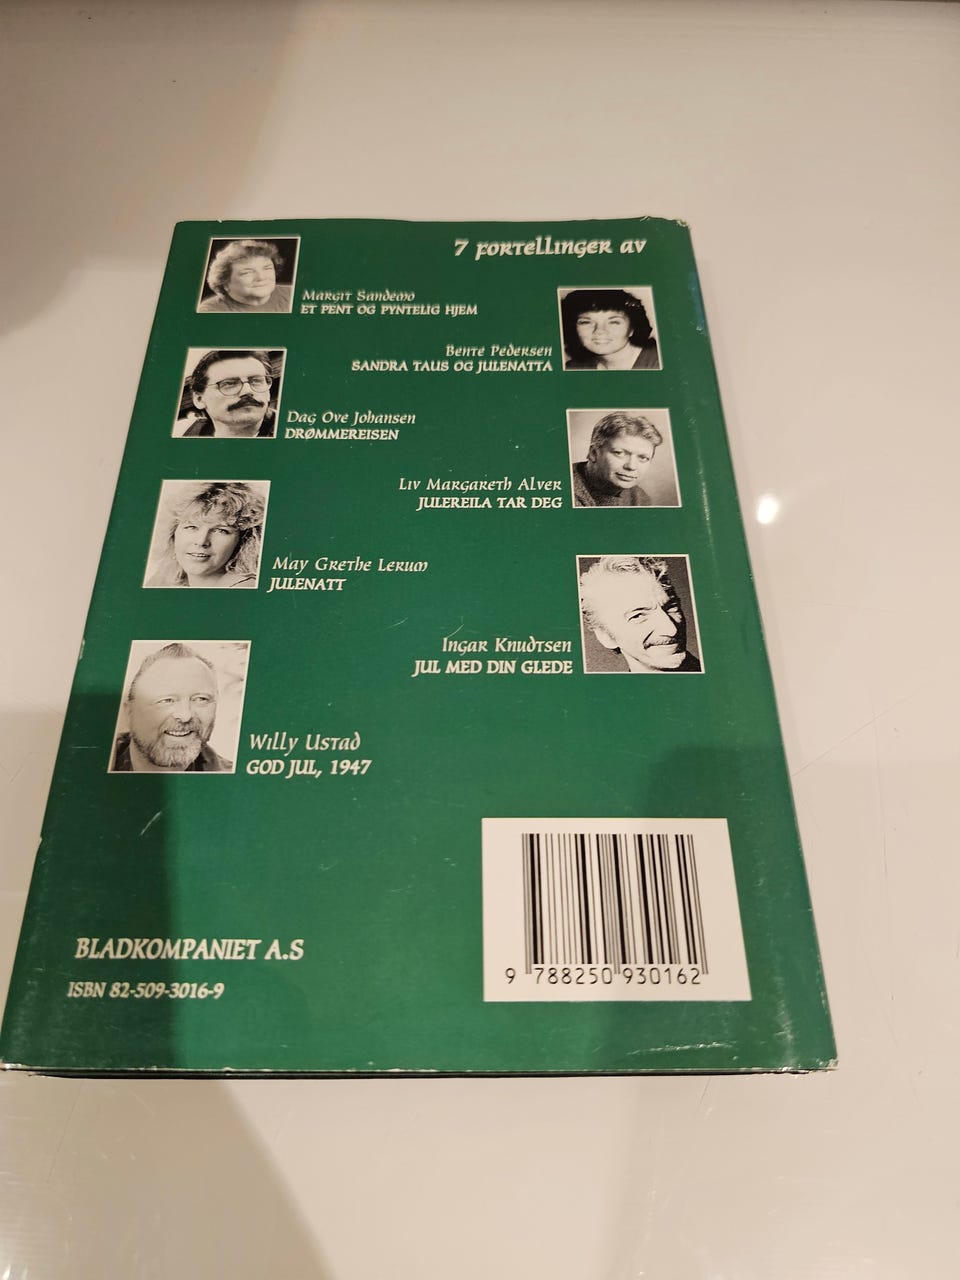 7 fortellinger av
Margit Sandemo
ET PENT OG PYNTELIG HJEM
Bente Pedersen
SANDRA TAUS OG JULENATTA
Dag Ove Johansen
DRØMMEREISEN
Liv Margareth Alver
JULEREILA TAR DEG
May Grethe Lerum
JULENATT
Ingar Knudtsen
JUL MED DIN GLEDE
Willy Ustad
GOD JUL, 1947
BLADKOMPANIET A.S
ISBN 82-509-3016-9
9 788250 930162